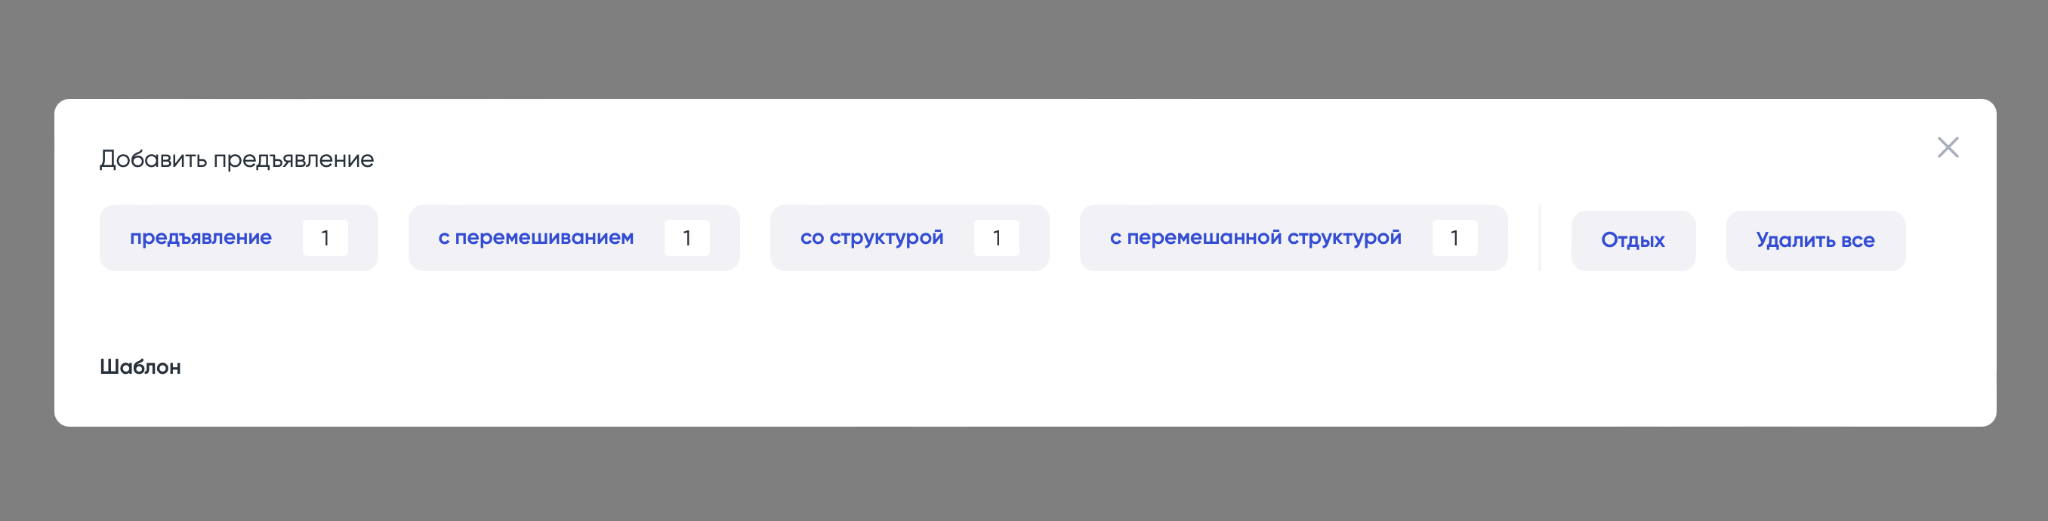 Добавить предъявление
предъявление 1 с перемешиванием 1 со структурой 1 с перемешанной структурой 1 Отдых Удалить все
Шаблон